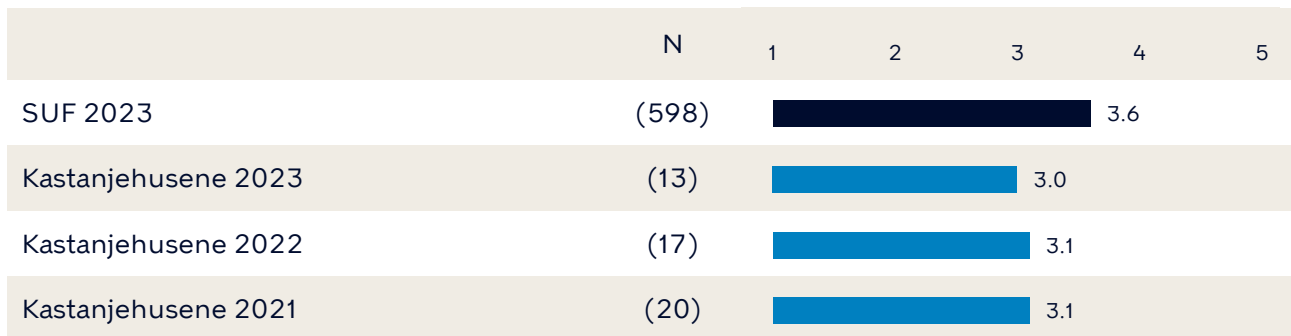 N 1 2 3 4 5
SUF 2023 (598) 3.6
Kastanjehusene 2023 (13) 3.0
Kastanjehusene 2022 (17) 3.1
Kastanjehusene 2021 (20) 3.1